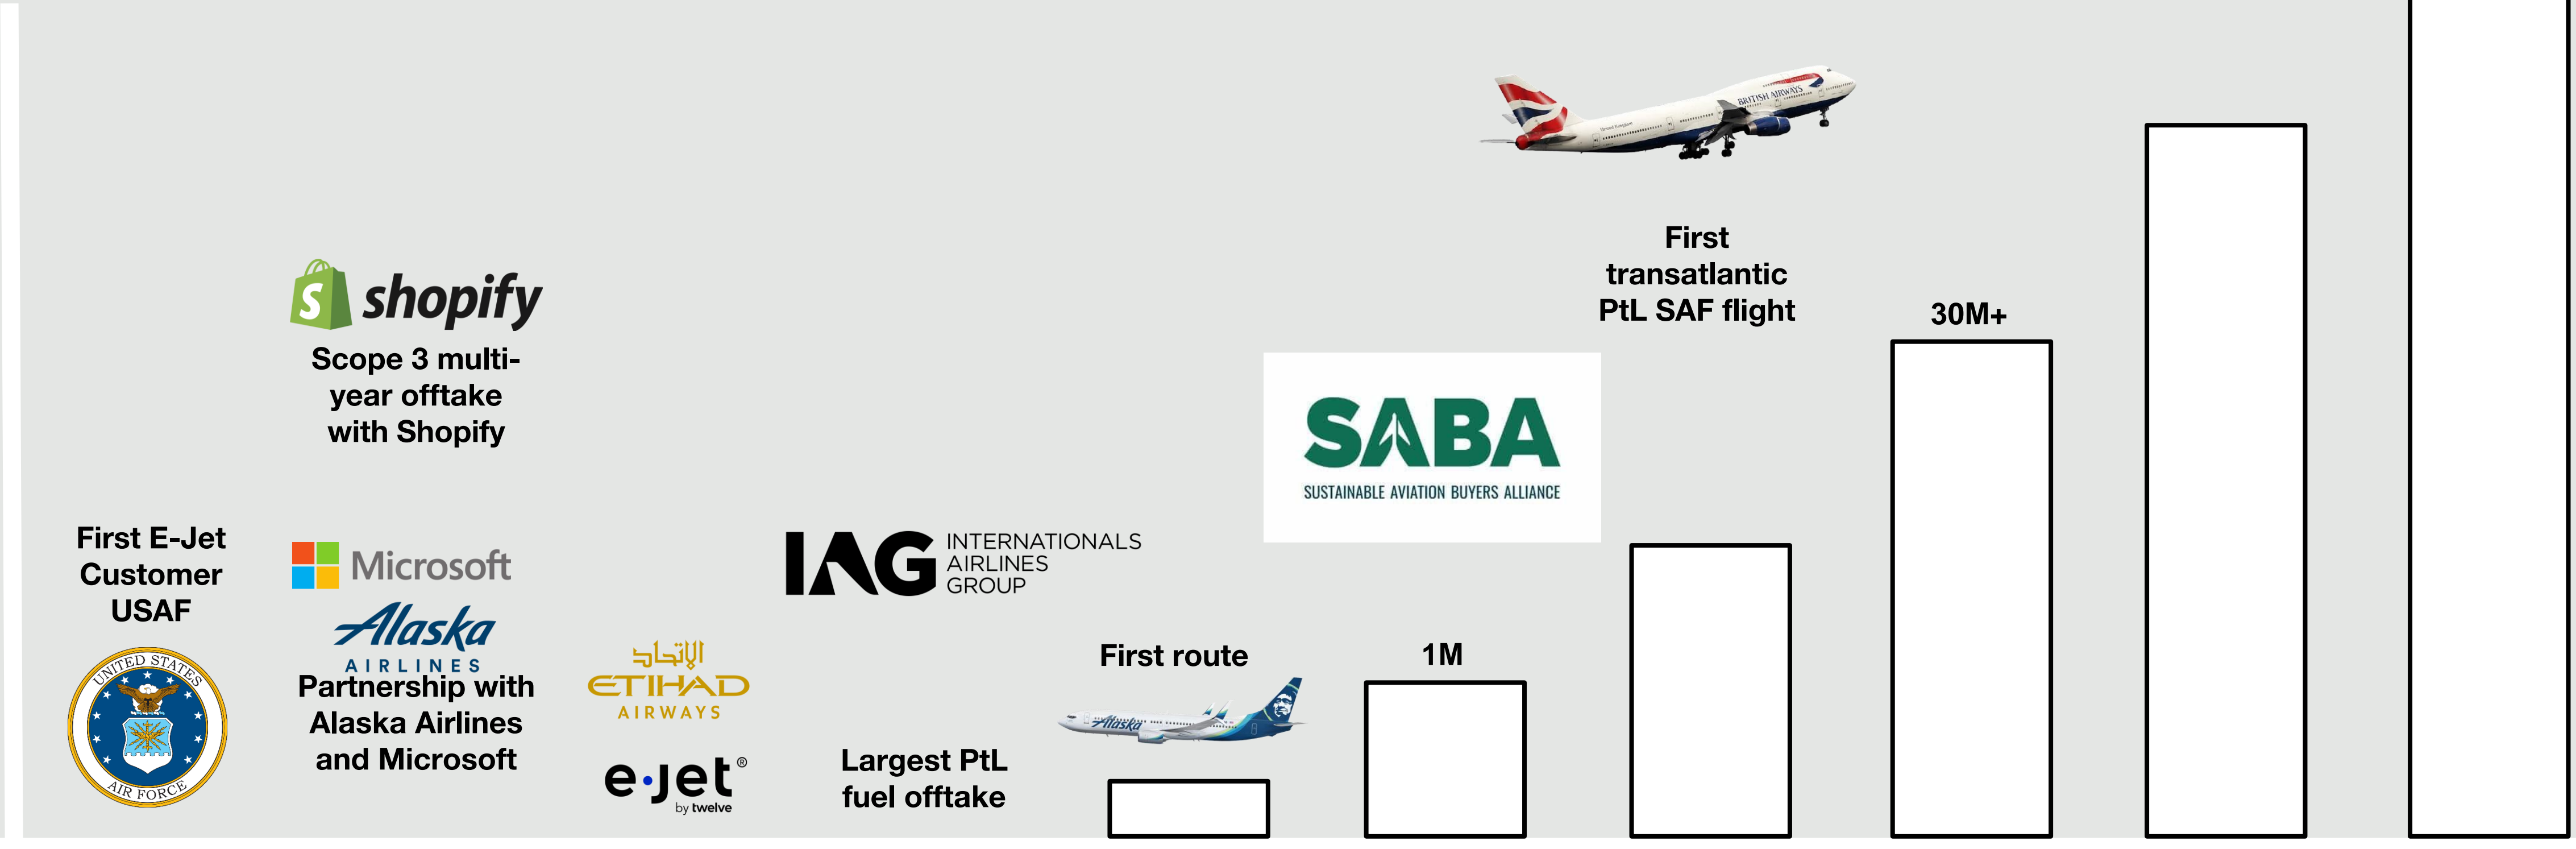 BRITISH AIRWAYS
First
transatlantic
PtL SAF flight
30M+
shopify
Scope 3 multi-
year offtake
with Shopify
SABA
SUSTAINABLE AVIATION BUYERS ALLIANCE
First E-Jet
Customer
USAF
UNITED STATES
AIR FORCE
Microsoft
Alaska
AIRLINES
Partnership with
Alaska Airlines
and Microsoft
الإتحاد
ETIHAD
AIRWAYS
e·jet®
by twelve
IAG
INTERNATIONALS
AIRLINES
GROUP
Largest PtL
fuel offtake
First route
Alaska
1M